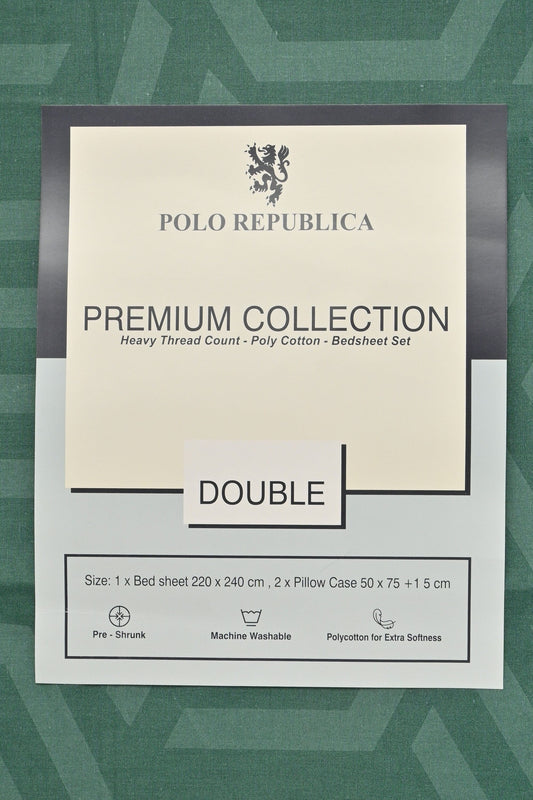 POLO REPUBLICA
PREMIUM COLLECTION
Heavy Thread Count - Poly Cotton - Bedsheet Set
DOUBLE
Size: 1 x Bed sheet 220 x 240 cm , 2 x Pillow Case 50 x 75 +1 5 cm
Pre - Shrunk
Machine Washable
Polycotton for Extra Softness